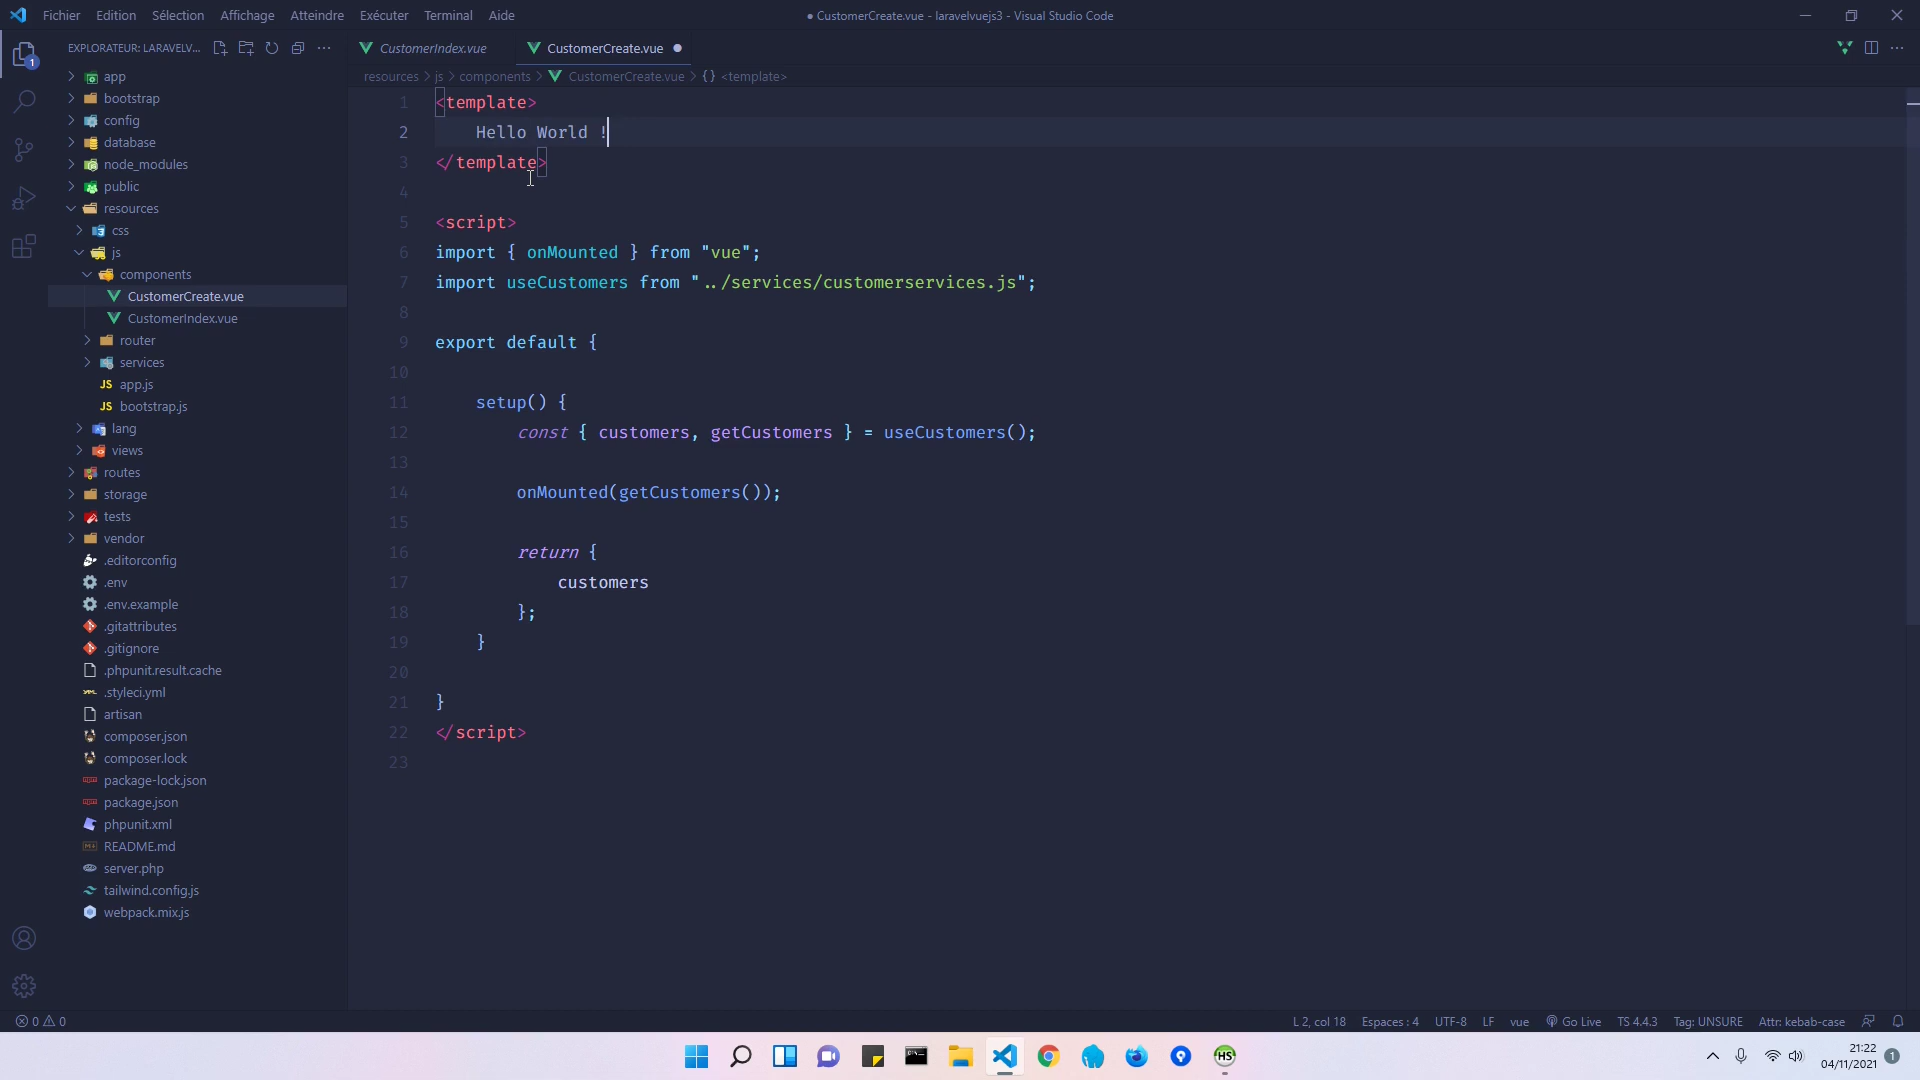 Fichier Edition Sélection Affichage Atteindre Exécuter Terminal Aide
● CustomerCreate.vue - laravelvuejs3 - Visual Studio Code
EXPLORATEUR: LARAVELV...
CustomerIndex.vue
CustomerCreate.vue
resources > js > components > CustomerCreate.vue > {} <template>
1
app
bootstrap
config
database
node_modules
public
resources
css
js
components
CustomerCreate.vue
CustomerIndex.vue
router
services
JS app.js
JS bootstrap.js
lang
views
routes
storage
tests
vendor
.editorconfig
.env
.env.example
.gitattributes
.gitignore
.phpunit.result.cache
.styleci.yml
artisan
composer.json
composer.lock
package-lock.json
package.json
phpunit.xml
README.md
server.php
tailwind.config.js
webpack.mix.js
1 <template>
2 Hello World !
3 </template>
4
5 <script>
6 import { onMounted } from "vue";
7 import useCustomers from "../services/customerservices.js";
8
9 export default {
10
11 setup() {
12 const { customers, getCustomers } = useCustomers();
13
14 onMounted(getCustomers());
15
16 return {
17 customers
18 };
19 }
20
21 }
22 </script>
23
0 0
L 2, col 18 Espaces : 4 UTF-8 LF vue Go Live TS 4.4.3 Tag: UNSURE Attr: kebab-case
HS
21:22
04/11/2021
1